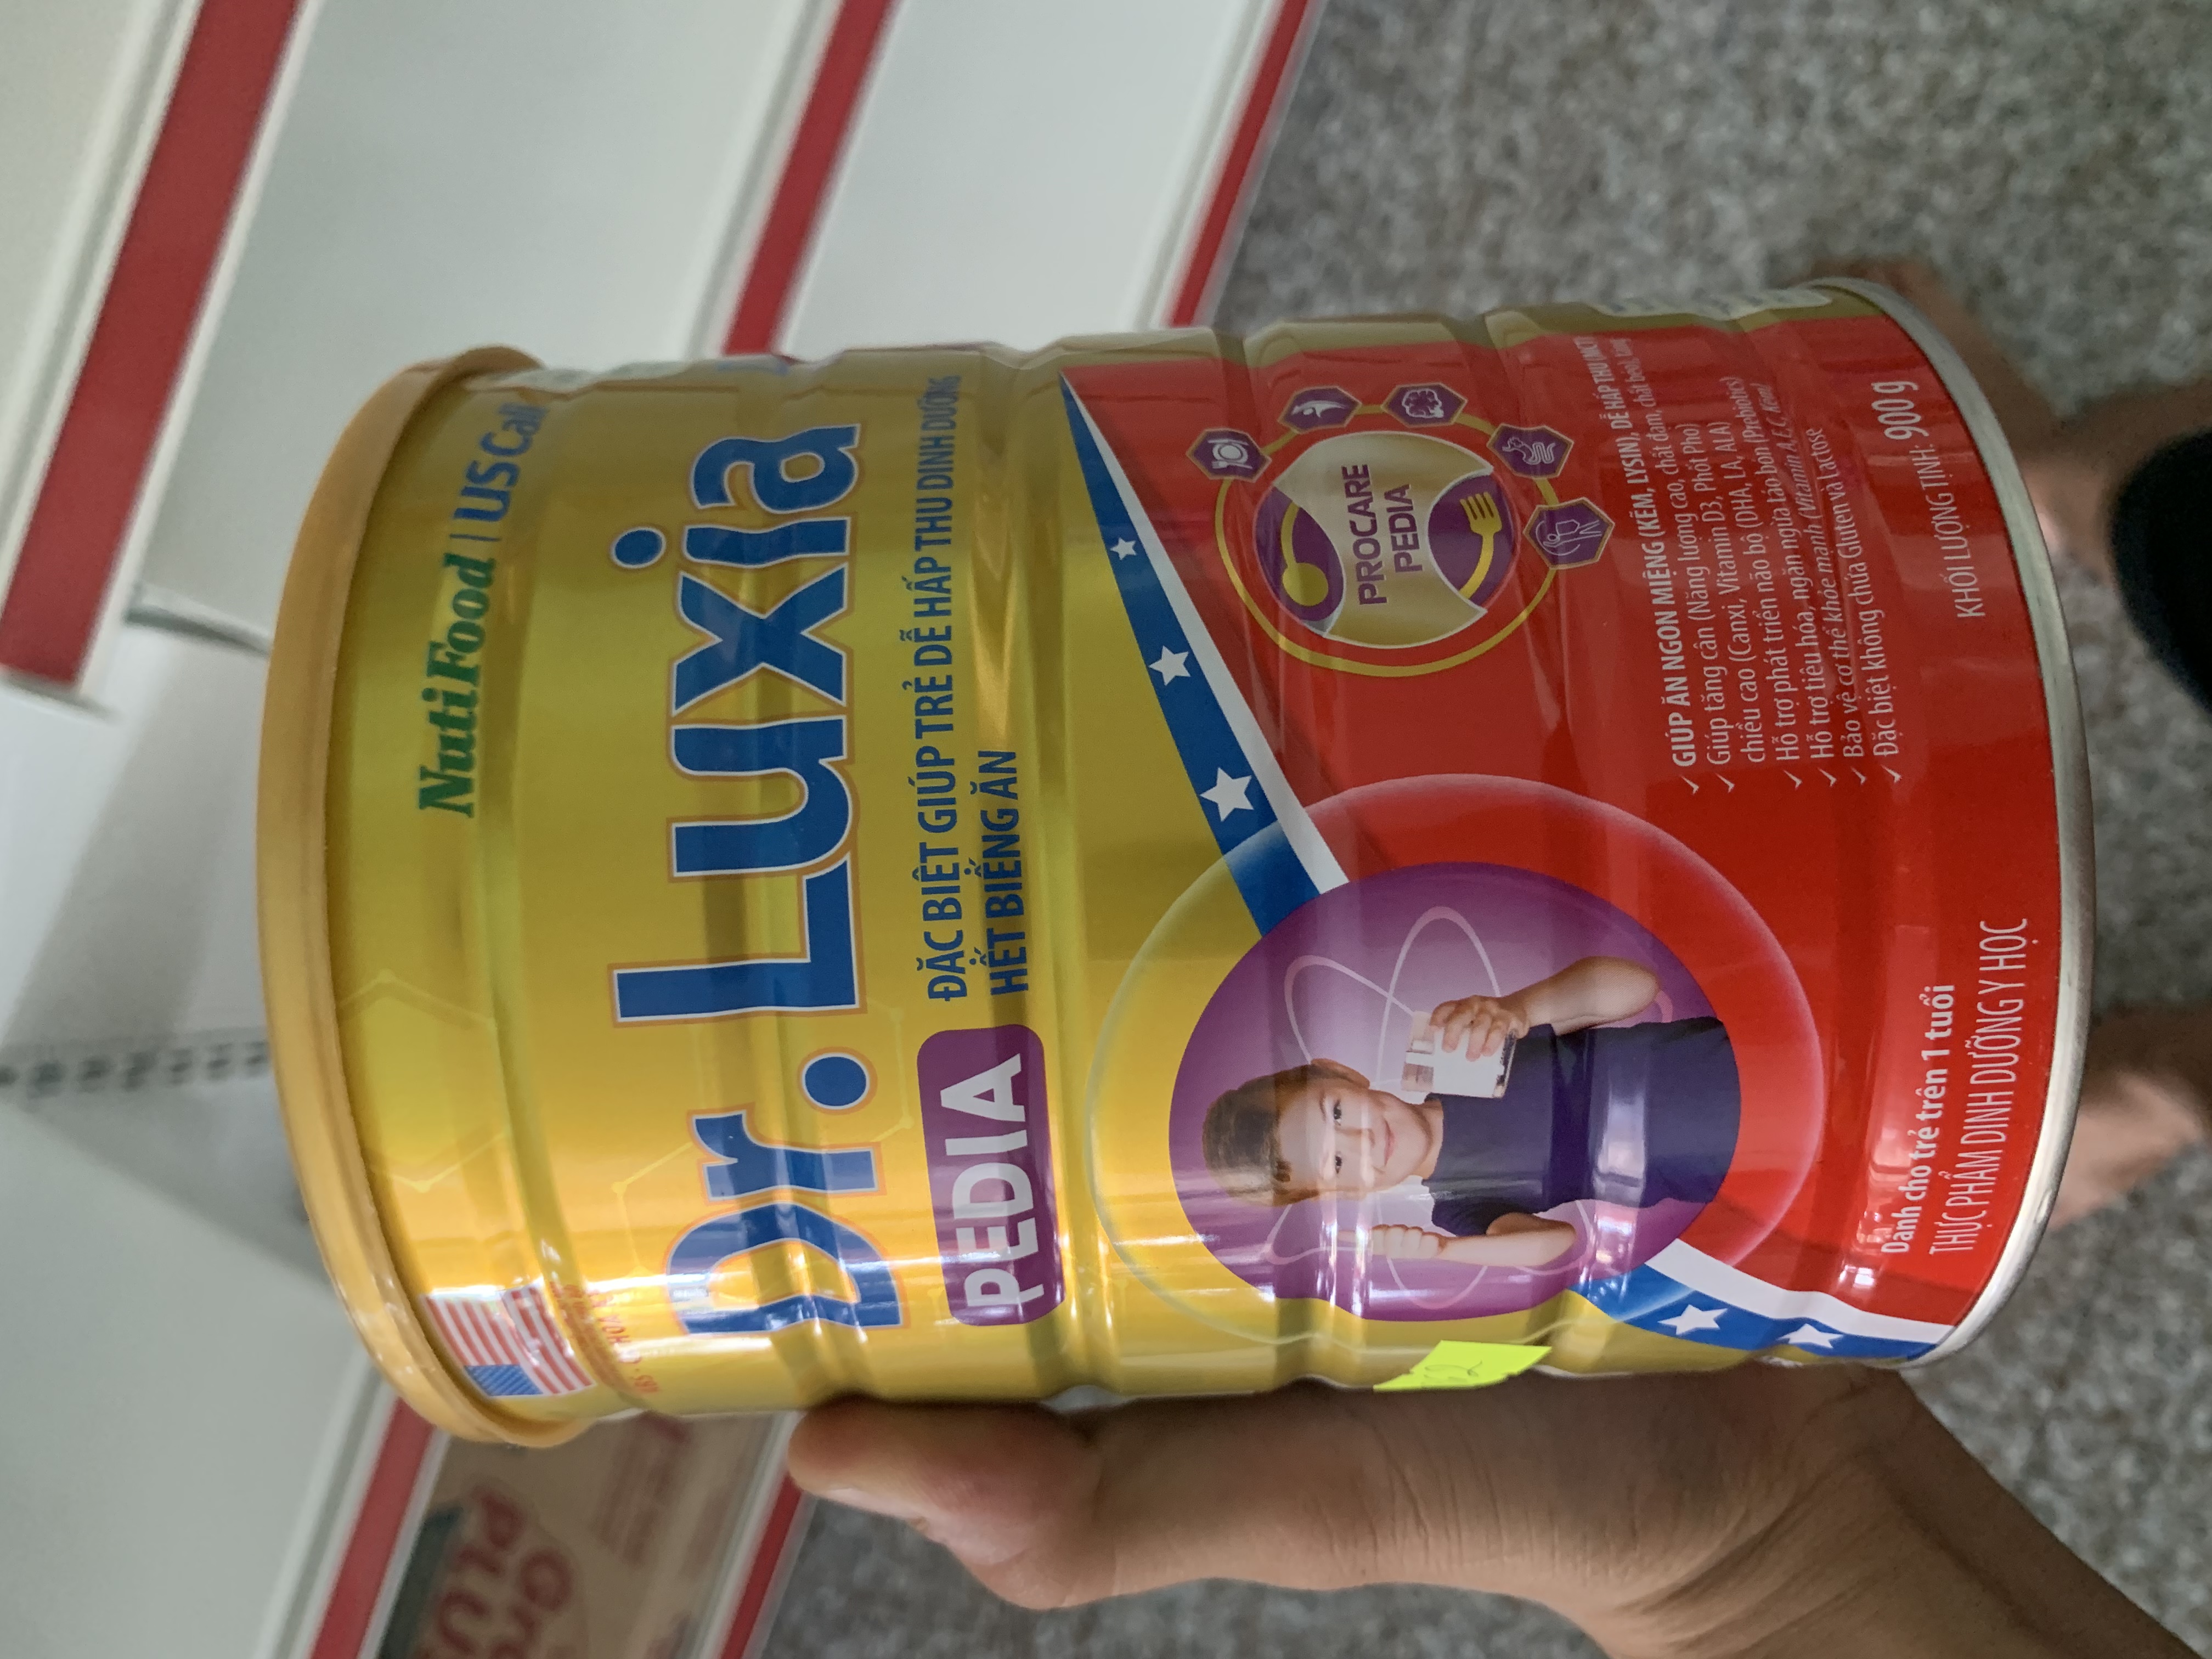 NutiFood | USCali
Dr.Luxia
PEDIA
ĐẶC BIỆT GIÚP TRẺ DỄ HẤP THU DINH DƯỠNG
HẾT BIẾNG ĂN
PROCARE
PEDIA
✓ GIÚP ĂN NGON MIỆNG (KẼM, LYSIN), DỄ HẤP THU (MCT)
✓ Giúp tăng cân (Năng lượng cao, chất đạm, chất béo),
chiều cao (Canxi, Vitamin D3, Phốt Pho)
✓ Hỗ trợ phát triển não bộ (DHA, LA, ALA)
✓ Hỗ trợ tiêu hóa, ngăn ngừa táo bón (Prebiotics)
✓ Bảo vệ cơ thể khỏe mạnh (Vitamin A, E, C, Kẽm)
✓ Đặc biệt không chứa Gluten và Lactose
Dành cho trẻ trên 1 tuổi
THỰC PHẨM DINH DƯỠNG Y HỌC
KHỐI LƯỢNG TỊNH: 900 g
PLU